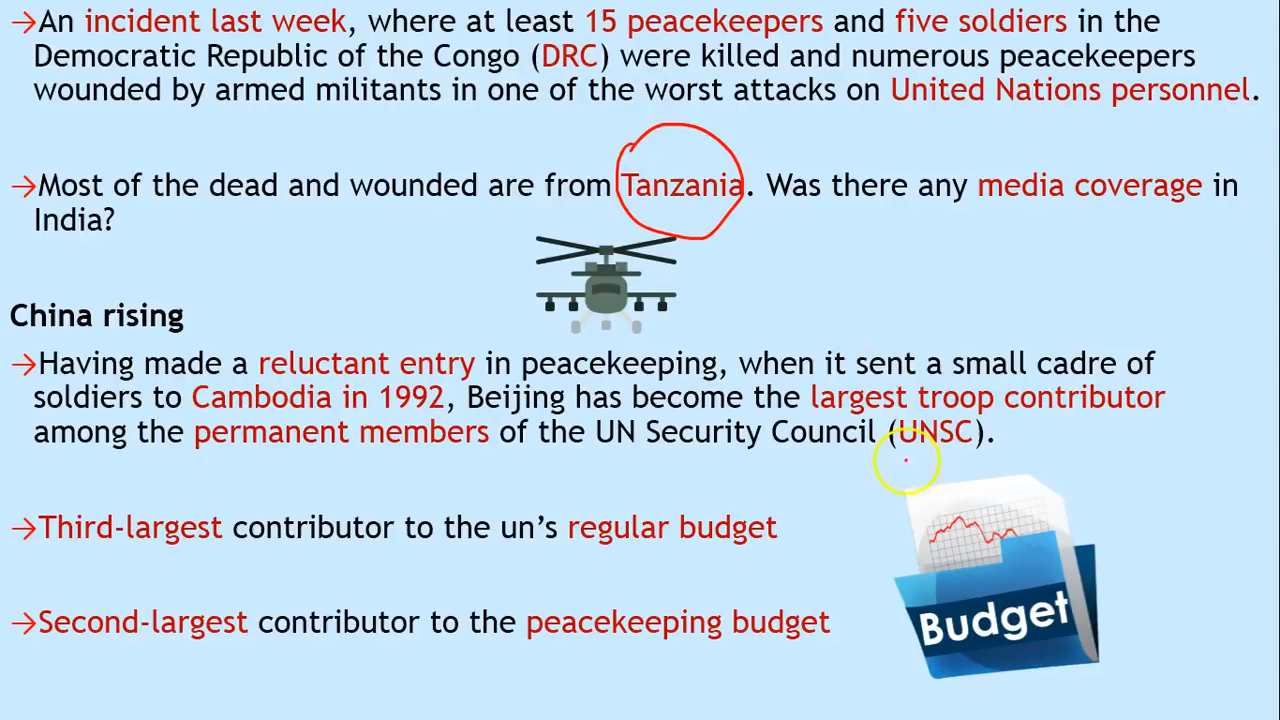 →An incident last week, where at least 15 peacekeepers and five soldiers in the
Democratic Republic of the Congo (DRC) were killed and numerous peacekeepers
wounded by armed militants in one of the worst attacks on United Nations personnel.
→Most of the dead and wounded are from Tanzania. Was there any media coverage in
India?
China rising
→Having made a reluctant entry in peacekeeping, when it sent a small cadre of
soldiers to Cambodia in 1992, Beijing has become the largest troop contributor
among the permanent members of the UN Security Council (UNSC).
→Third-largest contributor to the un's regular budget
→Second-largest contributor to the peacekeeping budget
Budget